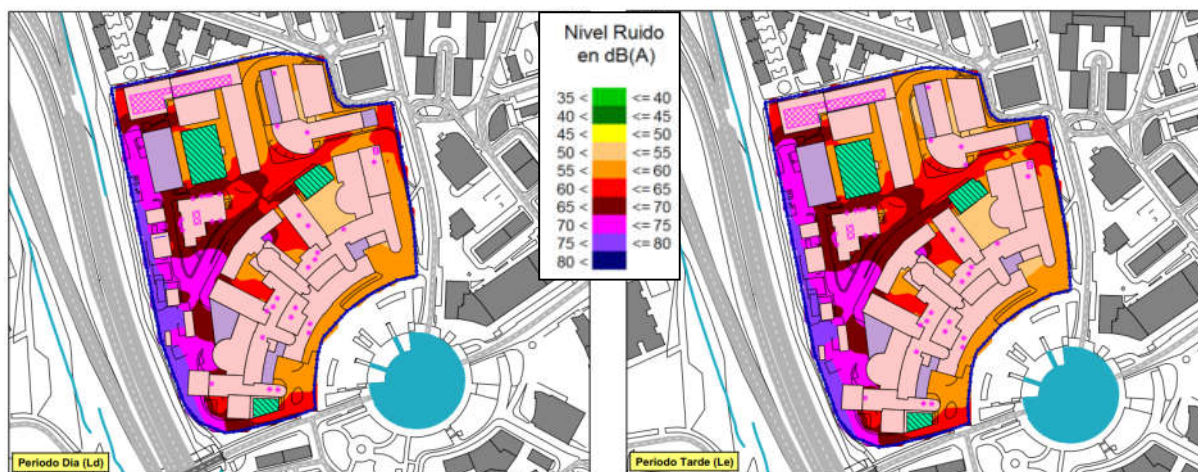 Nivel Ruido
en dB(A)
35 < <= 40
40 < <= 45
45 < <= 50
50 < <= 55
55 < <= 60
60 < <= 65
65 < <= 70
70 < <= 75
75 < <= 80
80 <
Periodo Día (Ld)
Periodo Tarde (Le)